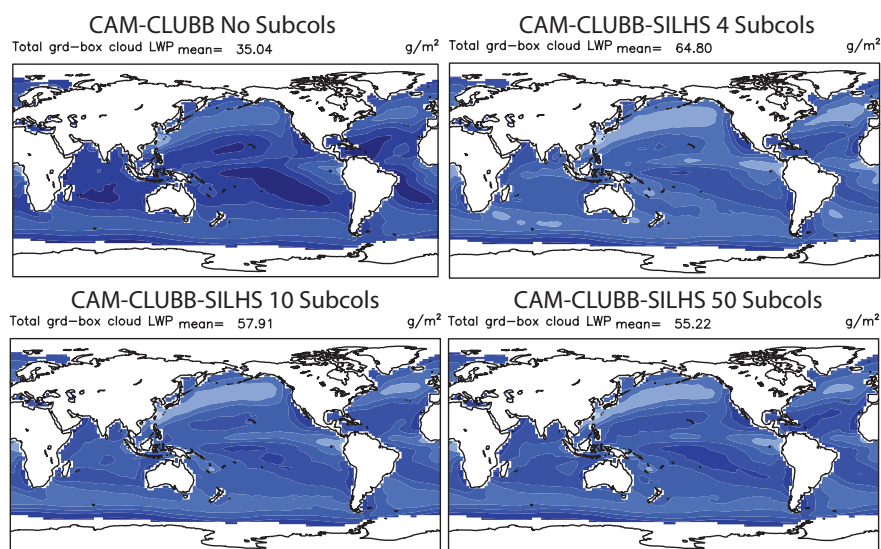 CAM-CLUBB No Subcols
Total grd−box cloud LWP mean= 35.04 g/m²
CAM-CLUBB-SILHS 4 Subcols
Total grd−box cloud LWP mean= 64.80 g/m²
CAM-CLUBB-SILHS 10 Subcols
Total grd−box cloud LWP mean= 57.91 g/m²
CAM-CLUBB-SILHS 50 Subcols
Total grd−box cloud LWP mean= 55.22 g/m²